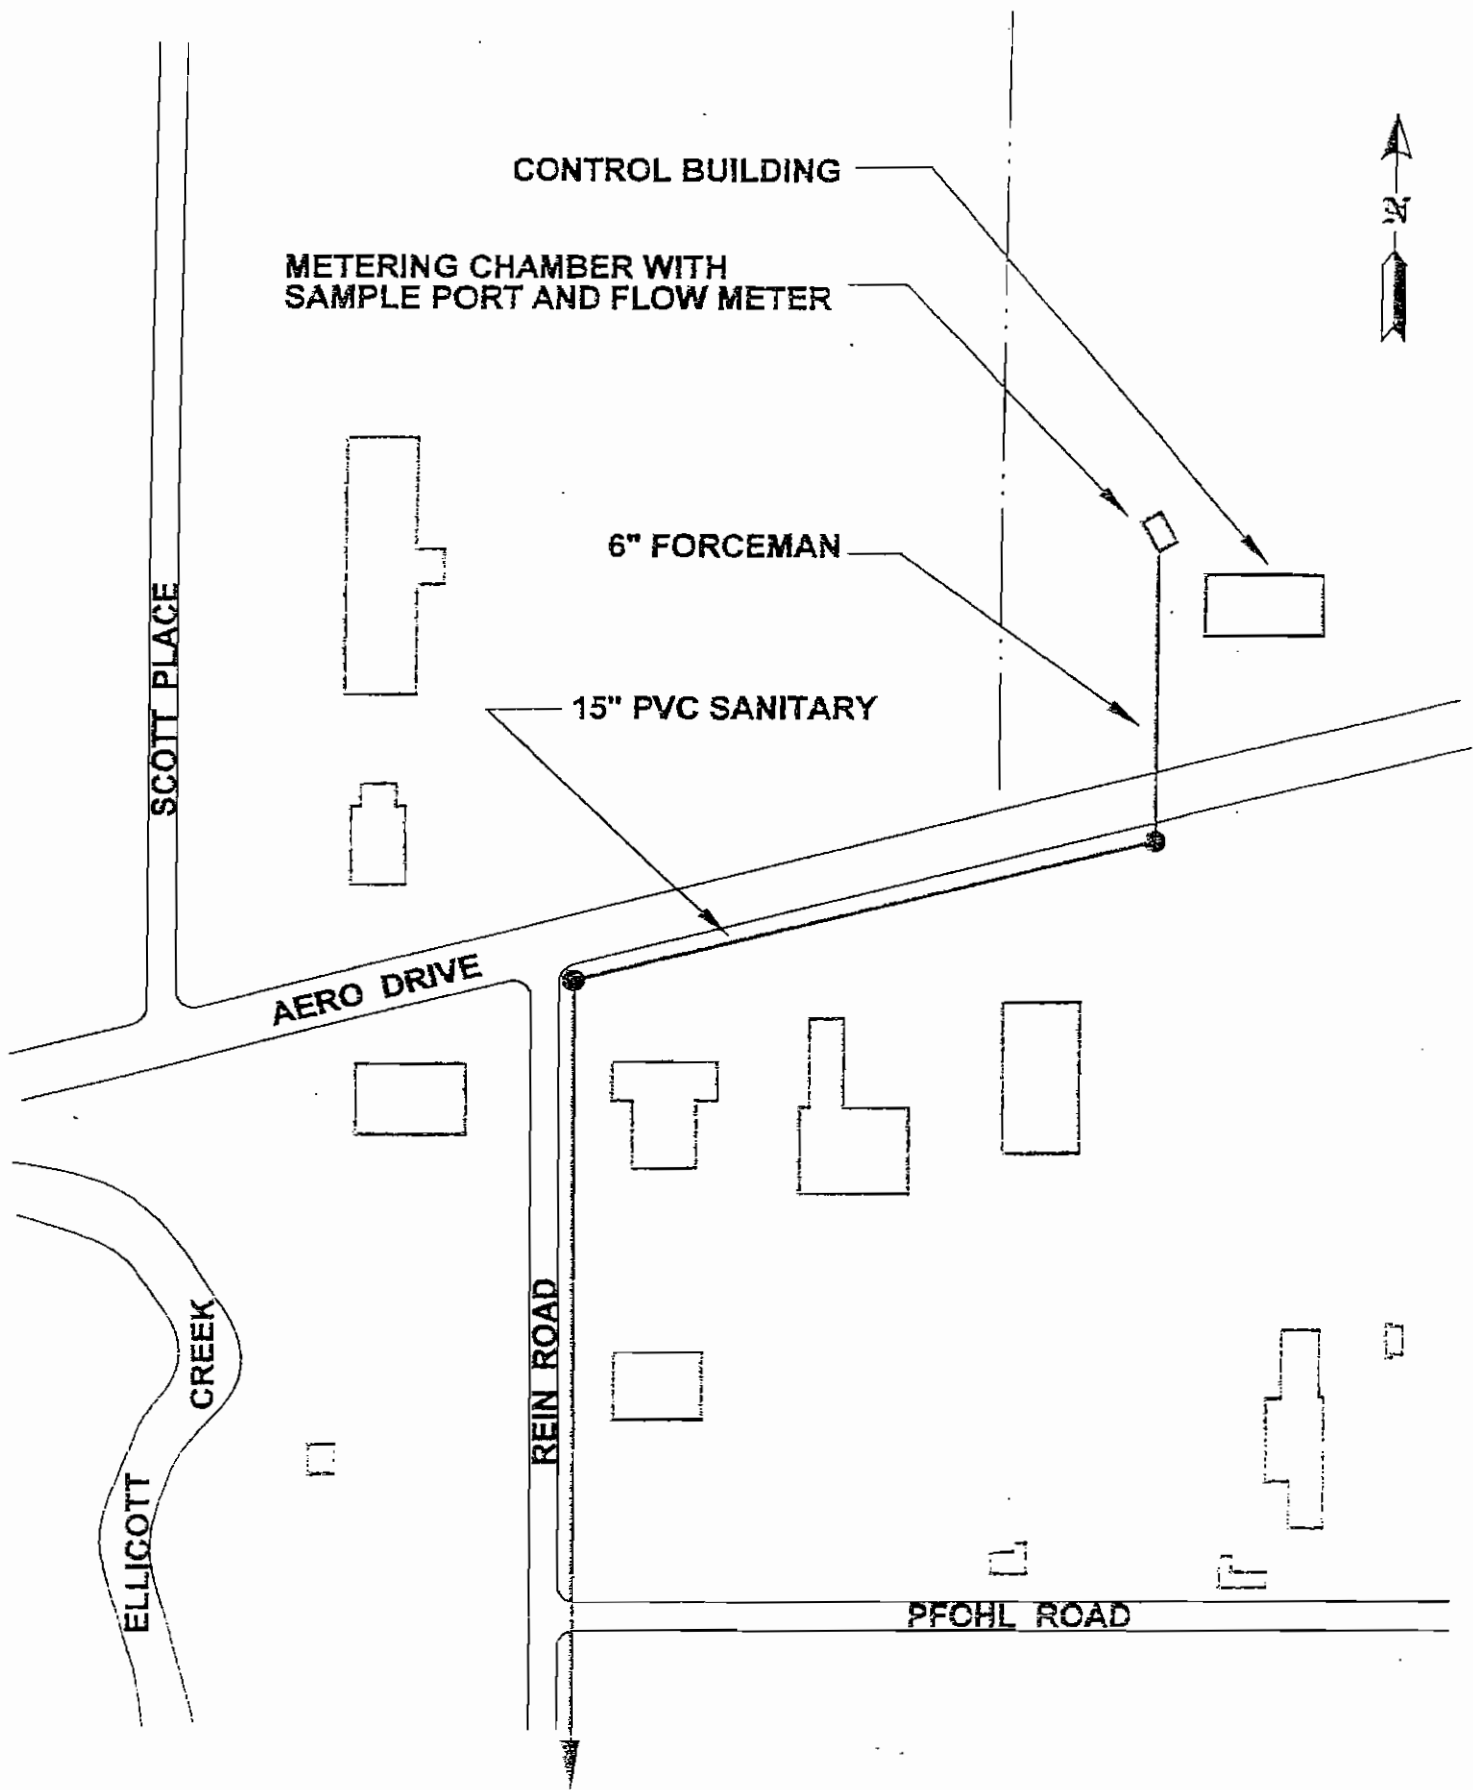 CONTROL BUILDING
METERING CHAMBER WITH
SAMPLE PORT AND FLOW METER
N
6" FORCEMAN
15" PVC SANITARY
SCOTT PLACE
AERO DRIVE
REIN ROAD
ELLICOTT CREEK
PFOHL ROAD